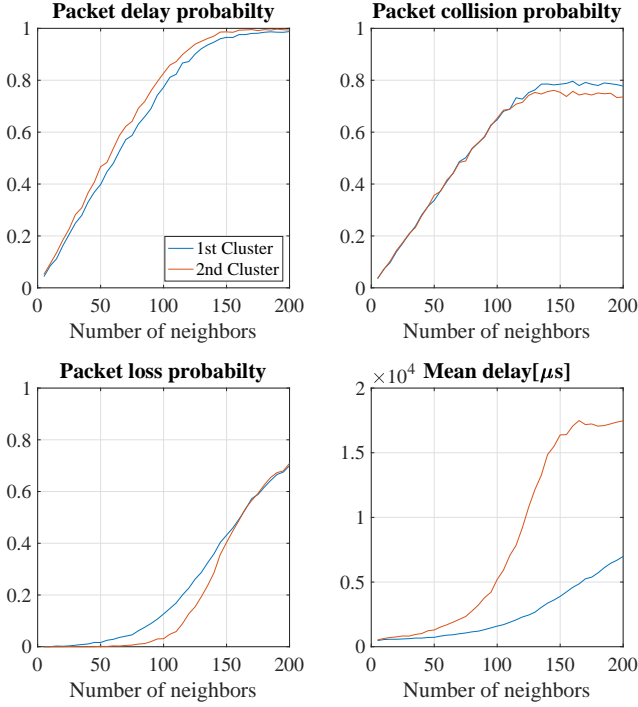 Packet delay probabilty
1
0.8
0.6
0.4
0.2
0
0 50 100 150 200
Number of neighbors
1st Cluster
2nd Cluster
Packet collision probabilty
1
0.8
0.6
0.4
0.2
0
0 50 100 150 200
Number of neighbors
Packet loss probabilty
1
0.8
0.6
0.4
0.2
0
0 50 100 150 200
Number of neighbors
×10⁴ Mean delay[μs]
2
1.5
1
0.5
0
0 50 100 150 200
Number of neighbors